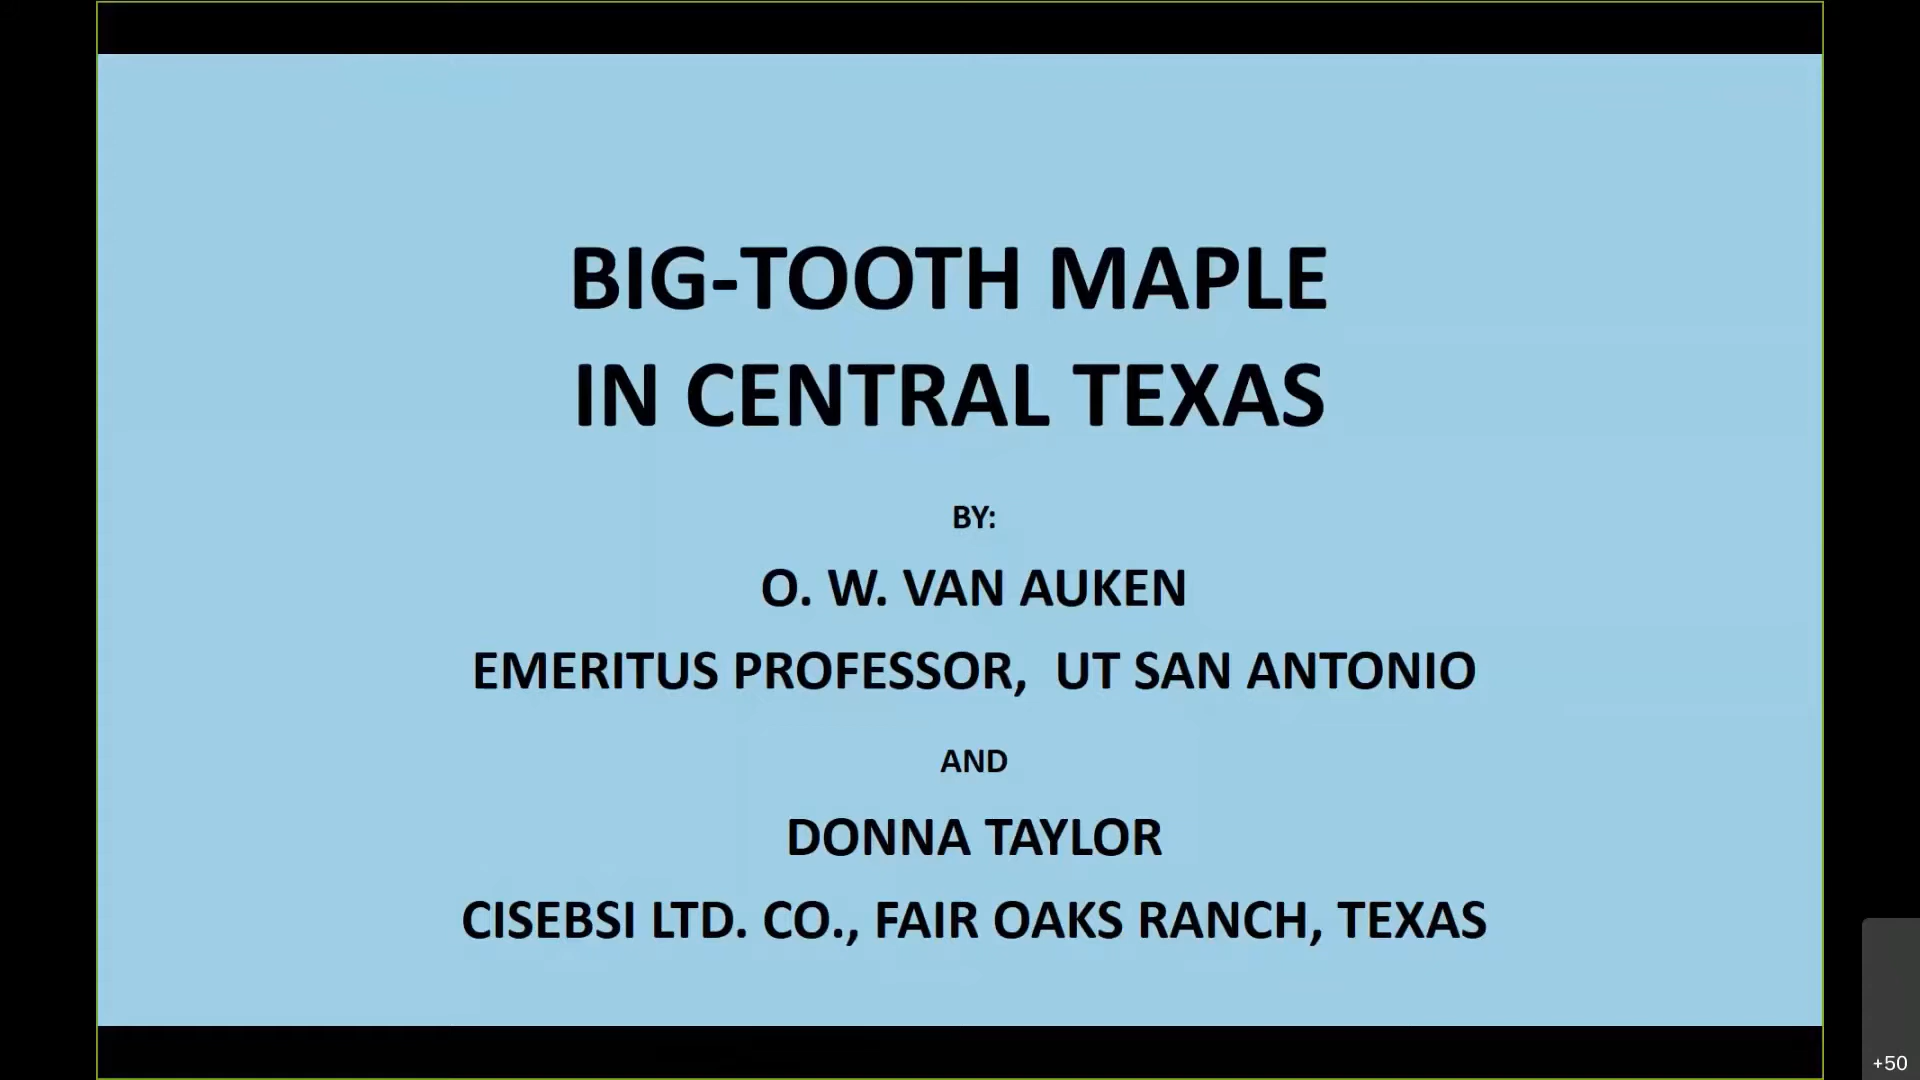 BIG-TOOTH MAPLE
IN CENTRAL TEXAS
BY:
O. W. VAN AUKEN
EMERITUS PROFESSOR, UT SAN ANTONIO
AND
DONNA TAYLOR
CISEBSI LTD. CO., FAIR OAKS RANCH, TEXAS
+50